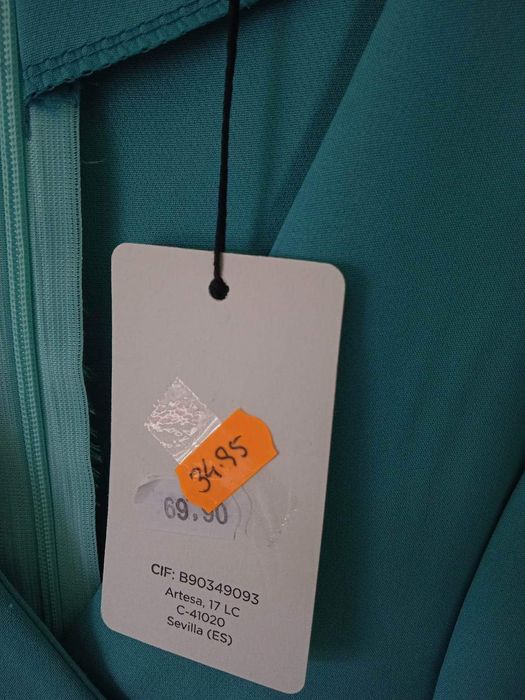 34.95
69.90
CIF: B90349093
Artesa, 17 LC
C-41020
Sevilla (ES)